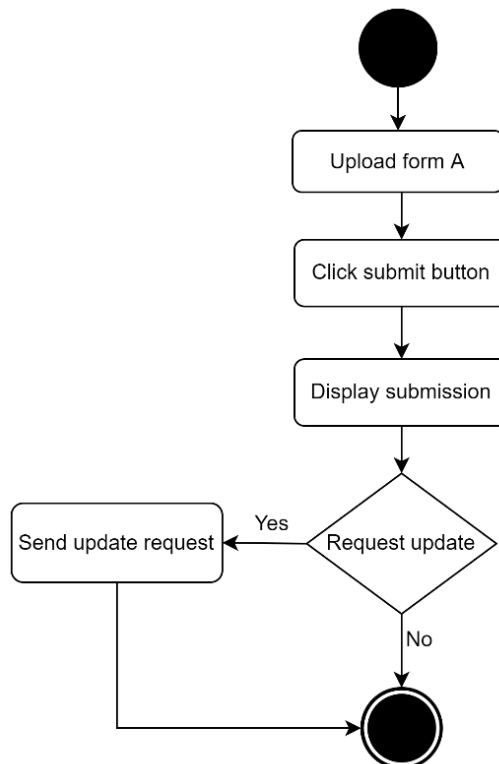 Upload form A
Click submit button
Display submission
Yes
Send update request
Request update
No